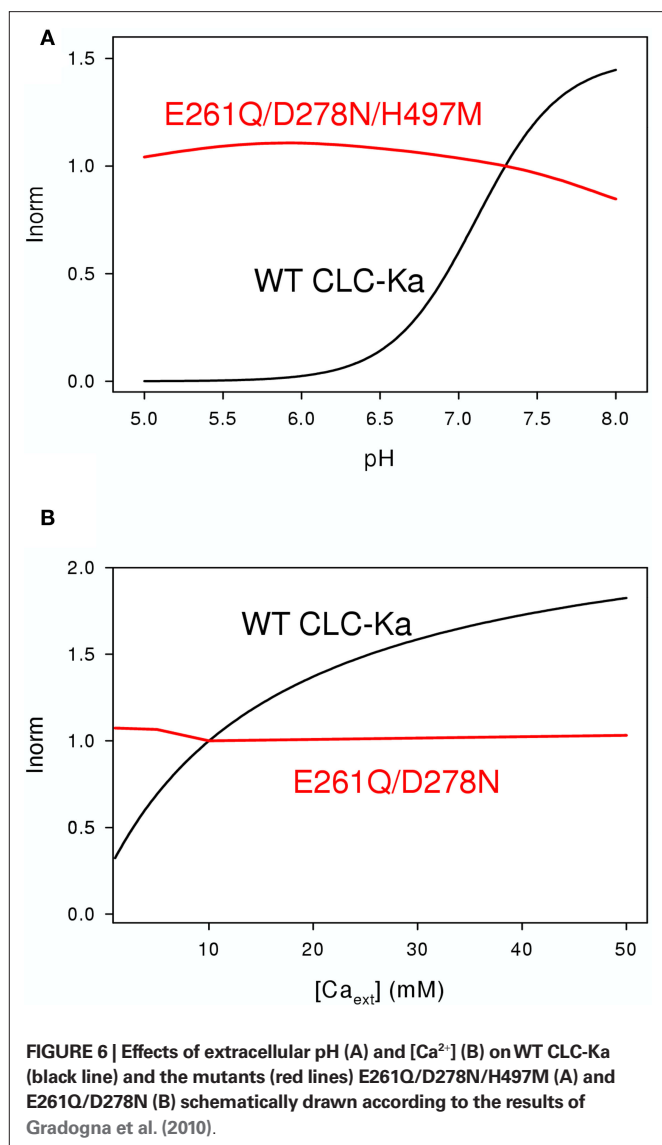 A
1.5
E261Q/D278N/H497M
1.0
Inorm
WT CLC-Ka
0.5
0.0
5.0 5.5 6.0 6.5 7.0 7.5 8.0
pH
B
2.0
WT CLC-Ka
1.5
Inorm
1.0
E261Q/D278N
0.5
0.0
10 20 30 40 50
[Ca_ext] (mM)
FIGURE 6 | Effects of extracellular pH (A) and [Ca²⁺] (B) on WT CLC-Ka
(black line) and the mutants (red lines) E261Q/D278N/H497M (A) and
E261Q/D278N (B) schematically drawn according to the results of
Gradogna et al. (2010).